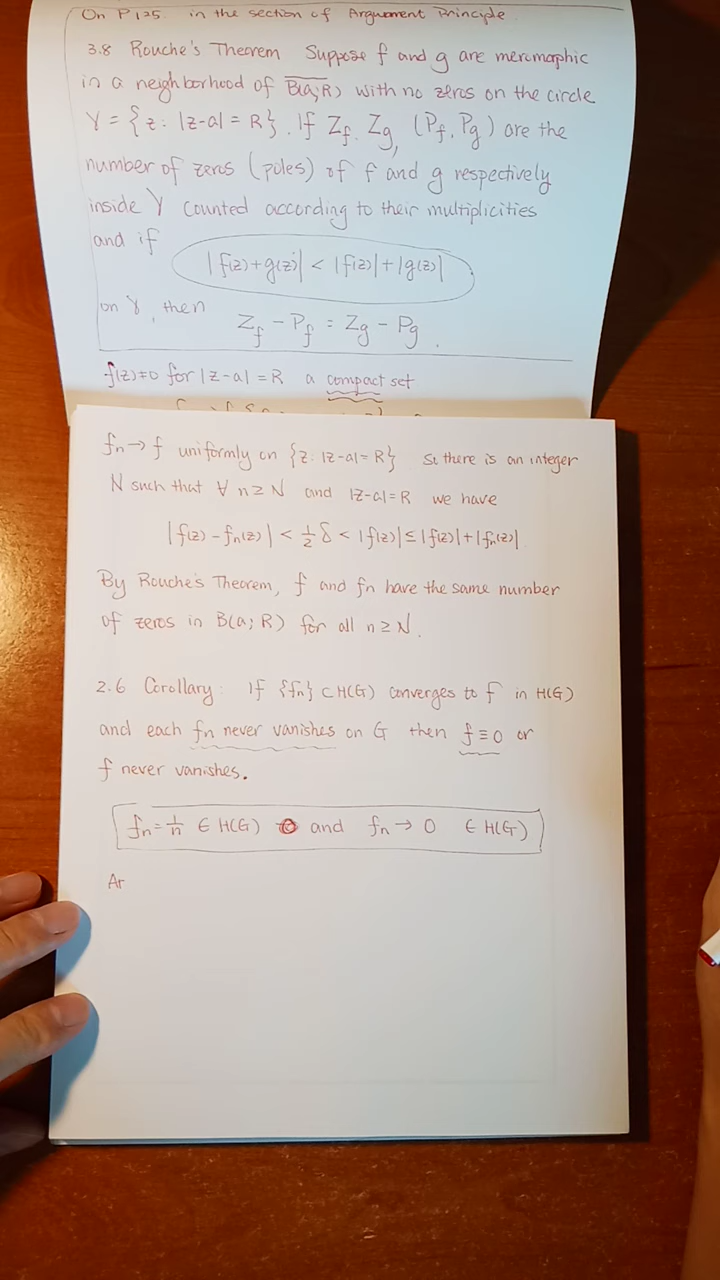 On P125. in the section of Arguement Principle
3.8 Rouche's Theorem Suppose f and g are meromorphic
in a neighborhood of B(a;R) with no zeros on the circle
γ = {z: |z-a| = R}. If Zf, Zg, (Pf, Pg) are the
number of zeros (poles) of f and g respectively
inside γ counted according to their multiplicities
and if
|f(z)+g(z)| < |f(z)|+|g(z)|
on γ, then
Zf - Pf = Zg - Pg.
f(z)≠0 for |z-a| = R a compact set
fn → f uniformly on {z: |z-a|= R} so there is an integer
N such that ∀ n ≥ N and |z-a|=R we have
|f(z) - fn(z)| < ½ δ < |f(z)| ≤ |f(z)|+|fn(z)|
By Rouche's Theorem, f and fn have the same number
of zeros in B(a; R) for all n ≥ N.
2.6 Corollary: If {fn} ⊂ H(G) converges to f in H(G)
and each fn never vanishes on G then f ≡ 0 or
f never vanishes.
fn = 1/n ∈ H(G) and fn → 0 ∈ H(G)
Ar